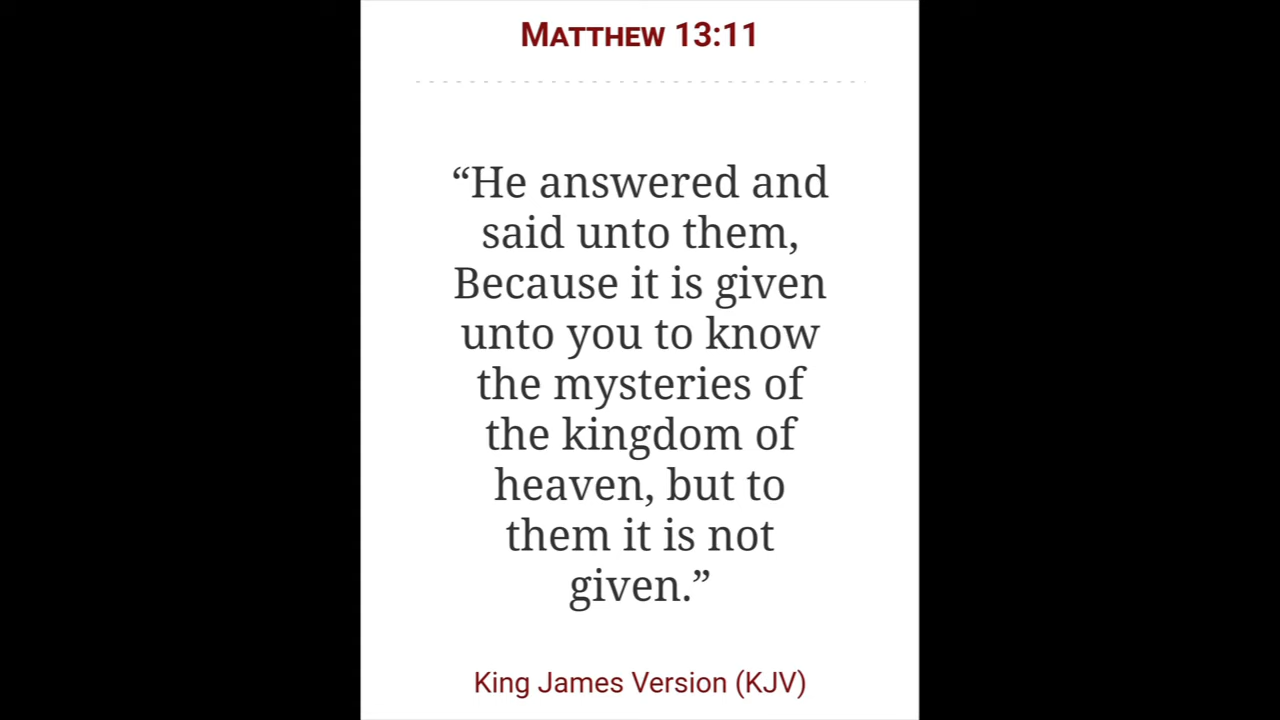 Matthew 13:11
“He answered and
said unto them,
Because it is given
unto you to know
the mysteries of
the kingdom of
heaven, but to
them it is not
given.”
King James Version (KJV)